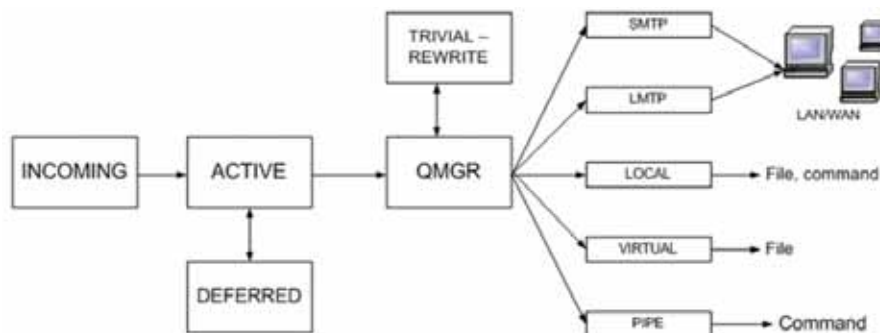 TRIVIAL –
REWRITE
SMTP
LMTP
LAN/WAN
INCOMING
ACTIVE
QMGR
LOCAL
File, command
VIRTUAL
File
DEFERRED
PIPE
Command